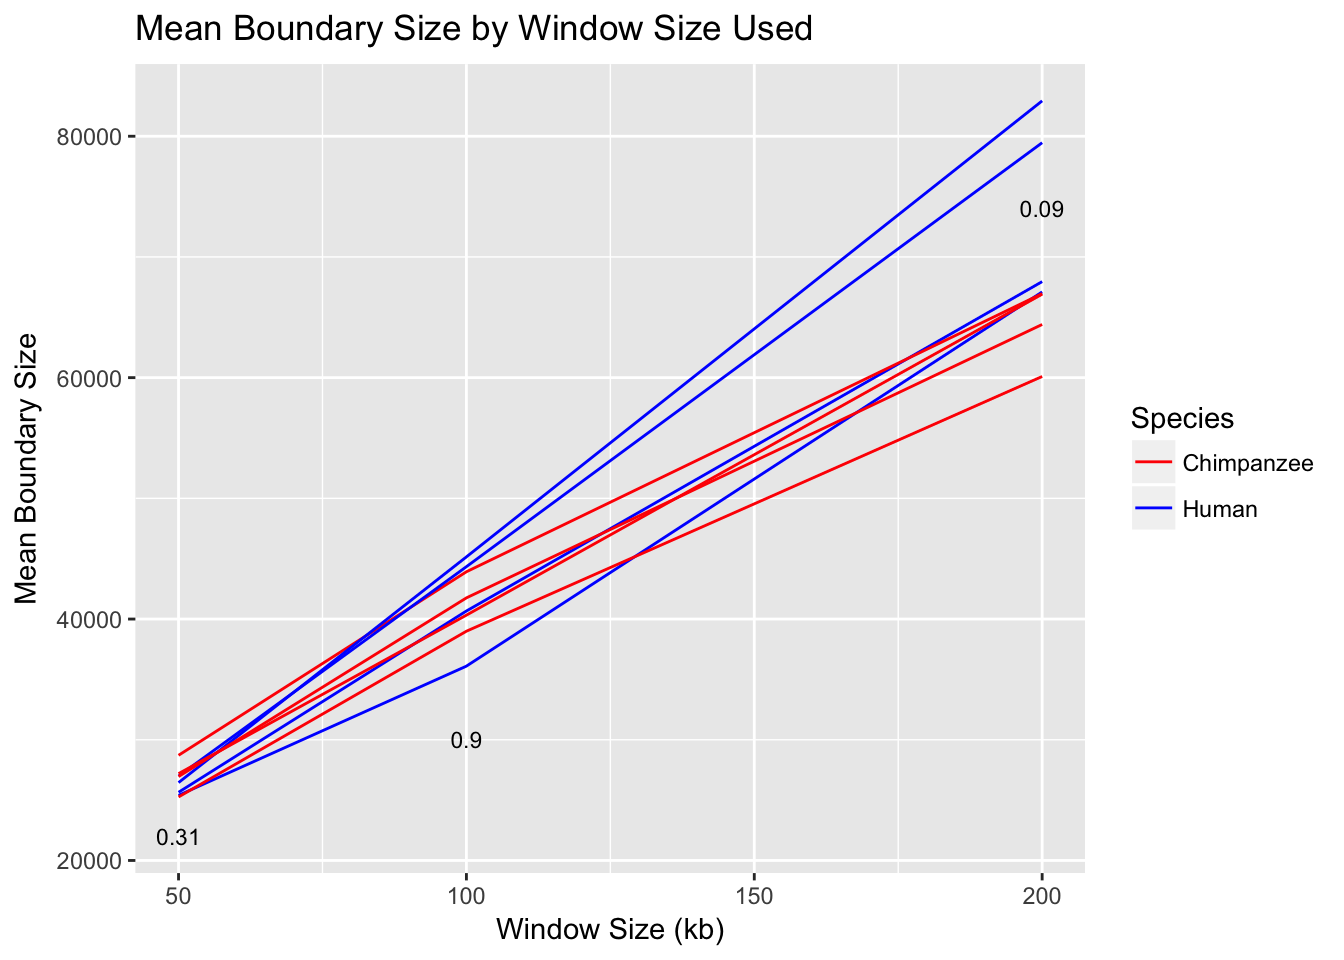 Mean Boundary Size by Window Size Used
Mean Boundary Size
80000
60000
40000
20000
0.09
0.9
0.31
50
100
150
200
Window Size (kb)
Species
Chimpanzee
Human